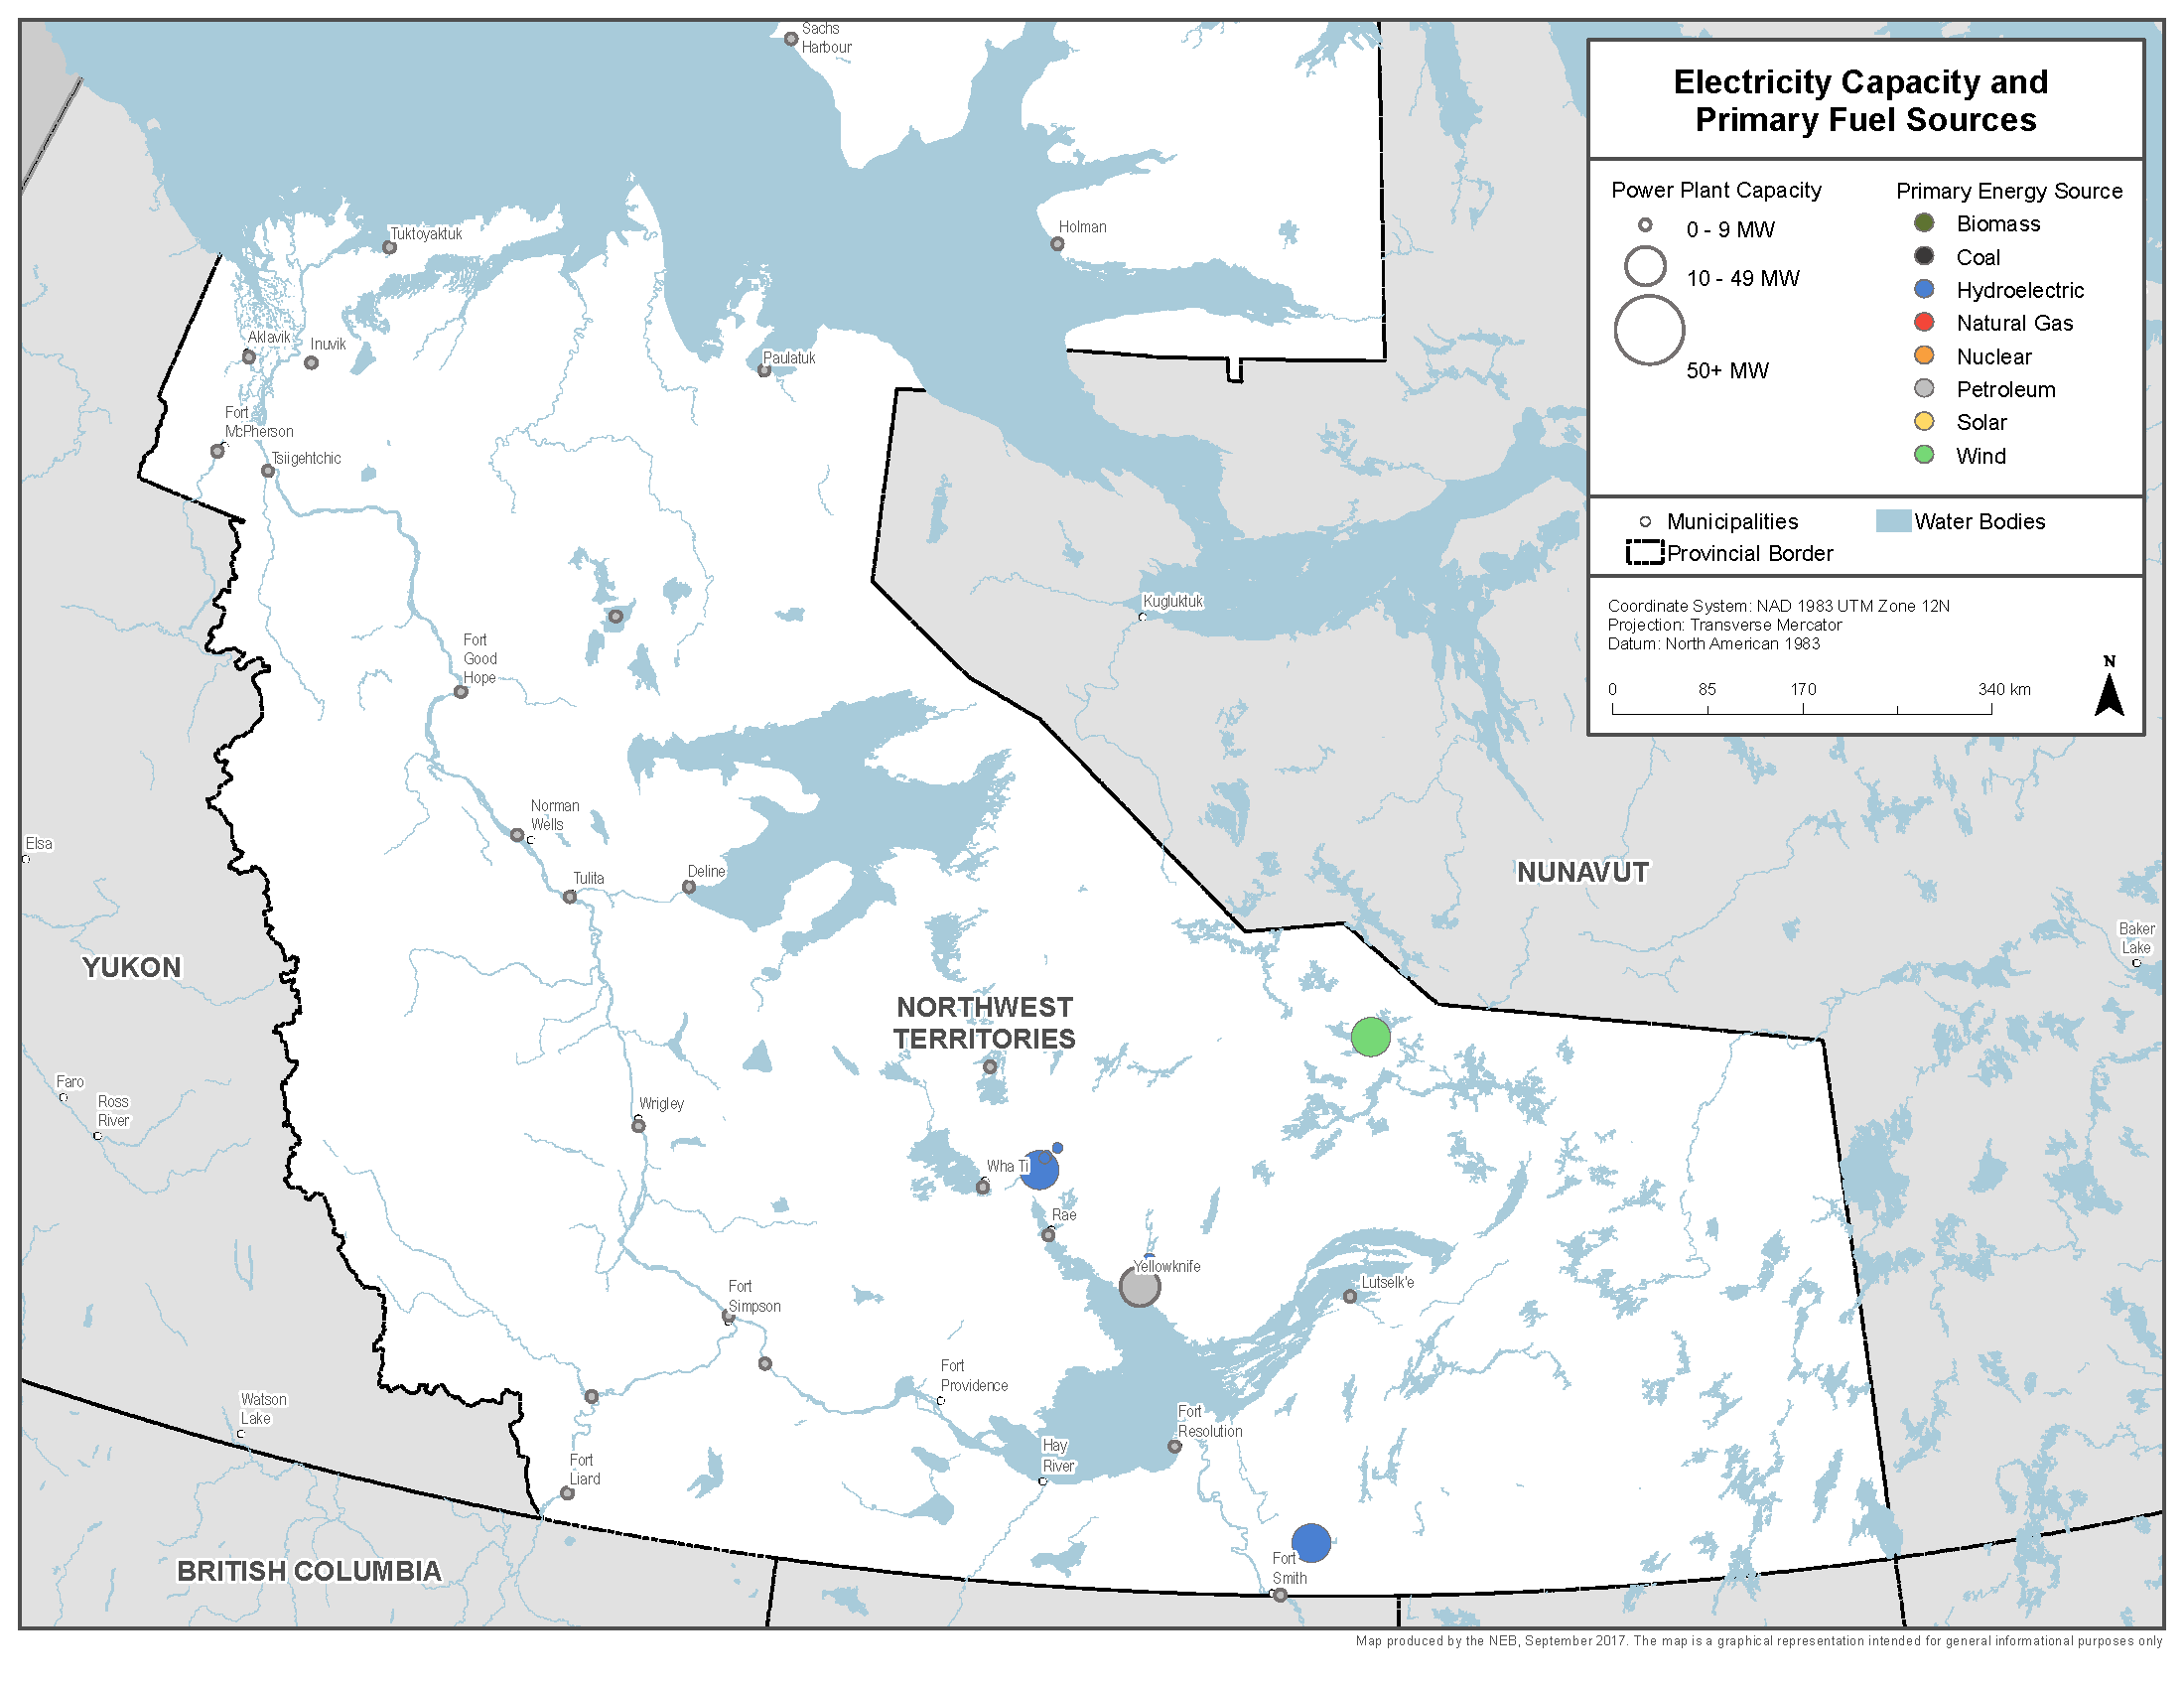 Sachs
Harbour
Electricity Capacity and
Primary Fuel Sources
Power Plant Capacity
0 - 9 MW
10 - 49 MW
50+ MW
Primary Energy Source
Biomass
Coal
Hydroelectric
Natural Gas
Nuclear
Petroleum
Solar
Wind
Municipalities
Water Bodies
Provincial Border
Coordinate System: NAD 1983 UTM Zone 12N
Projection: Transverse Mercator
Datum: North American 1983
N
0
85
170
340 km
Tuktoyaktuk
Holman
Aklavik
Inuvik
Paulatuk
Fort
McPherson
Tsiigehtchic
Kugluktuk
Fort
Good
Hope
Norman
Wells
Elsa
Tulita
Deline
NUNAVUT
YUKON
Baker
Lake
NORTHWEST
TERRITORIES
Faro
Ross
River
Wrigley
Wha Ti
Rae
Yellowknife
Lutselk'e
Fort
Simpson
Fort
Providence
Watson
Lake
Fort
Resolution
Hay
River
Fort
Liard
Fort
Smith
BRITISH COLUMBIA
Map produced by the NEB, September 2017. The map is a graphical representation intended for general informational purposes only